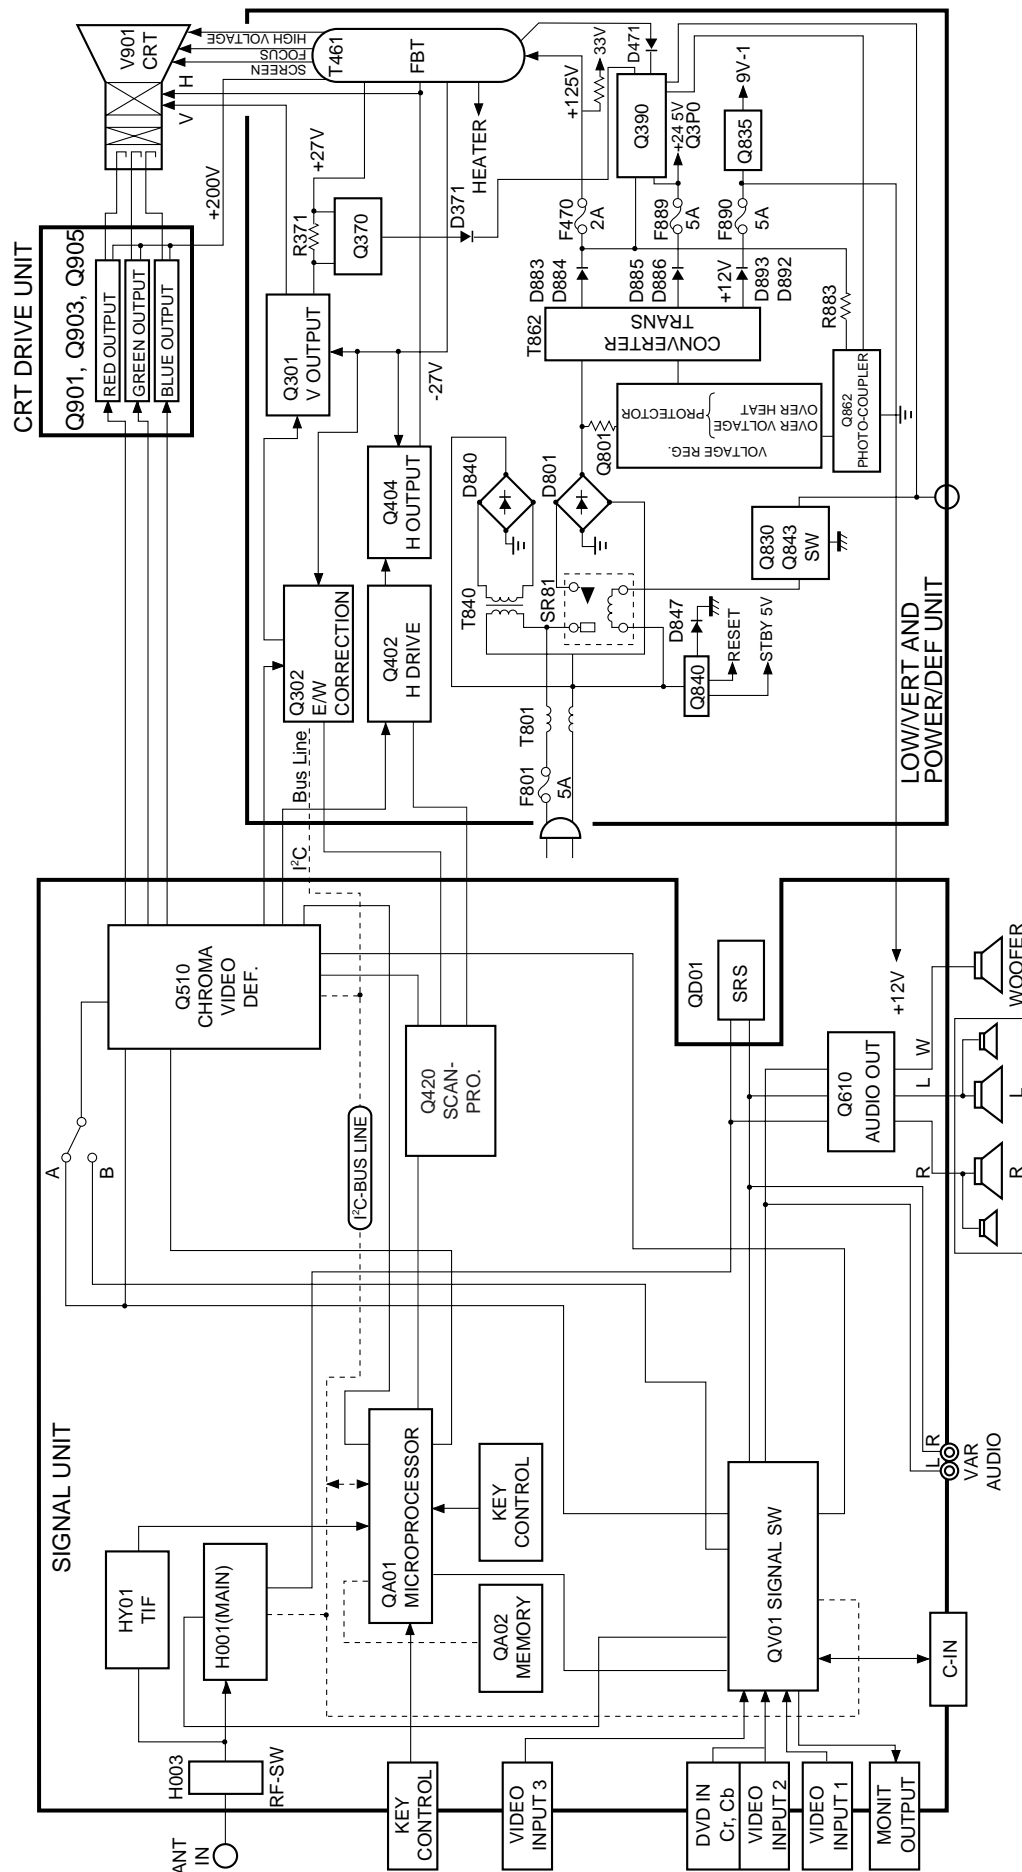 SIGNAL UNIT
ANT
IN
H003
RF-SW
HY01
TIF
H001(MAIN)
QA01
MICROPROCESSOR
KEY
CONTROL
QA02
MEMORY
KEY
CONTROL
VIDEO
INPUT 3
DVD IN
Cr, Cb
VIDEO
INPUT 2
VIDEO
INPUT 1
MONIT
OUTPUT
C-IN
QV01 SIGNAL SW
L
R
VAR
AUDIO
A
B
I²C-BUS LINE
Q510
CHROMA
VIDEO
DEF.
Q420
SCAN-
PRO.
QD01
SRS
Q610
AUDIO OUT
+12V
W
L
R
WOOFER
L
R
I²C
Bus Line
CRT DRIVE UNIT
Q901, Q903, Q905
RED OUTPUT
GREEN OUTPUT
BLUE OUTPUT
+200V
V901
CRT
HIGH VOLTAGE
FOCUS
SCREEN
H
V
T461
FBT
HEATER
+27V
R371
Q370
D371
Q301
V OUTPUT
-27V
Q302
E/W
CORRECTION
Q404
H OUTPUT
Q402
H DRIVE
F801
5A
T801
T840
D840
SR81
D801
Q801
D847
Q840
RESET
STBY 5V
Q830
Q843
SW
VOLTAGE REG.
OVER VOLTAGE
OVER HEAT
PROTECTOR
Q862
PHOTO-COUPLER
R883
T862
CONVERTER
TRANS
D883
D884
D885
D886
+12V
D893
D892
F470
2A
F889
5A
F890
5A
+125V
33V
D471
Q390
+24 5V
Q3P0
Q835
9V-1
LOW/VERT AND
POWER/DEF UNIT